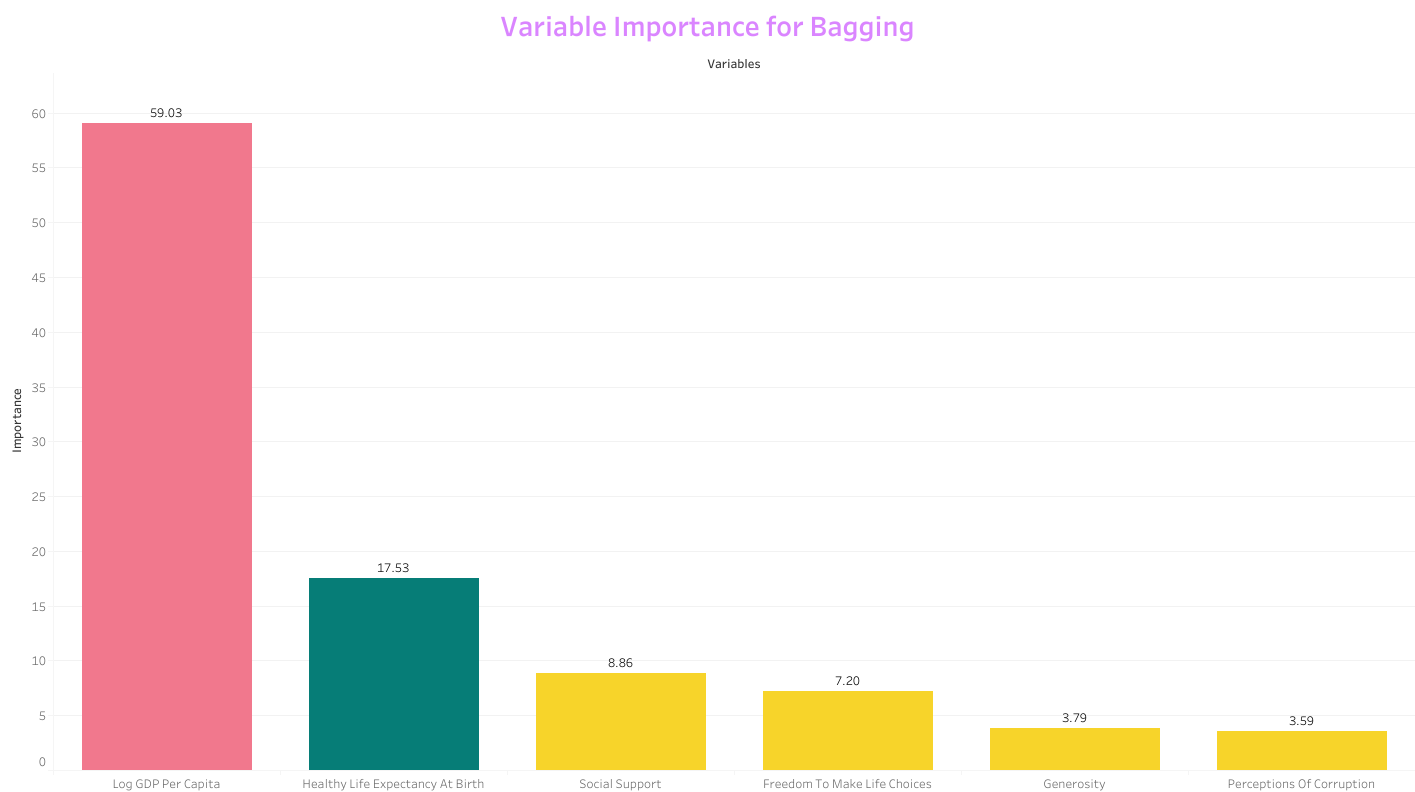 Variable Importance for Bagging
Variables
Importance
60
55
50
45
40
35
30
25
20
15
10
5
0
59.03
17.53
8.86
7.20
3.79
3.59
Log GDP Per Capita
Healthy Life Expectancy At Birth
Social Support
Freedom To Make Life Choices
Generosity
Perceptions Of Corruption